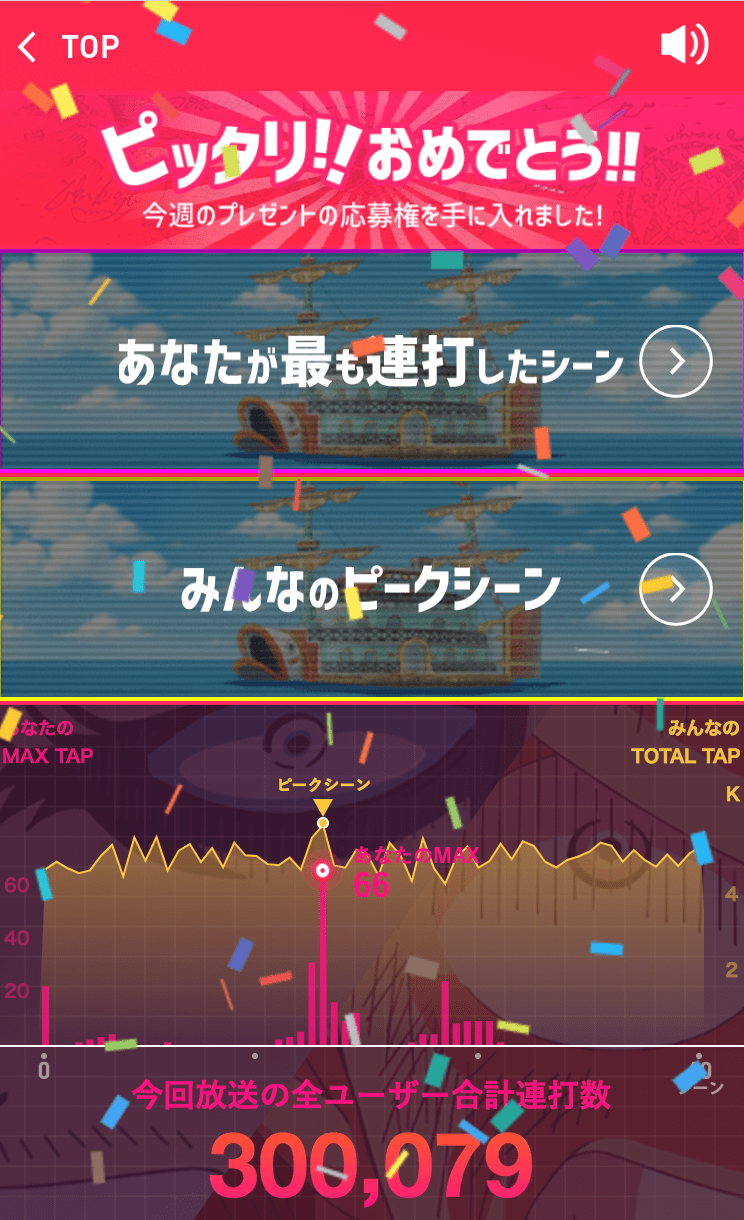 TOP
ピッタリ!!おめでとう!!
今週のプレゼントの応募権を手に入れました!
あなたが最も連打したシーン
みんなのピークシーン
あなたの
MAX TAP
みんなの
TOTAL TAP
K
ピークシーン
あなたのMAX
66
60
40
20
4
2
0
シーン
今回放送の全ユーザー合計連打数
300,079